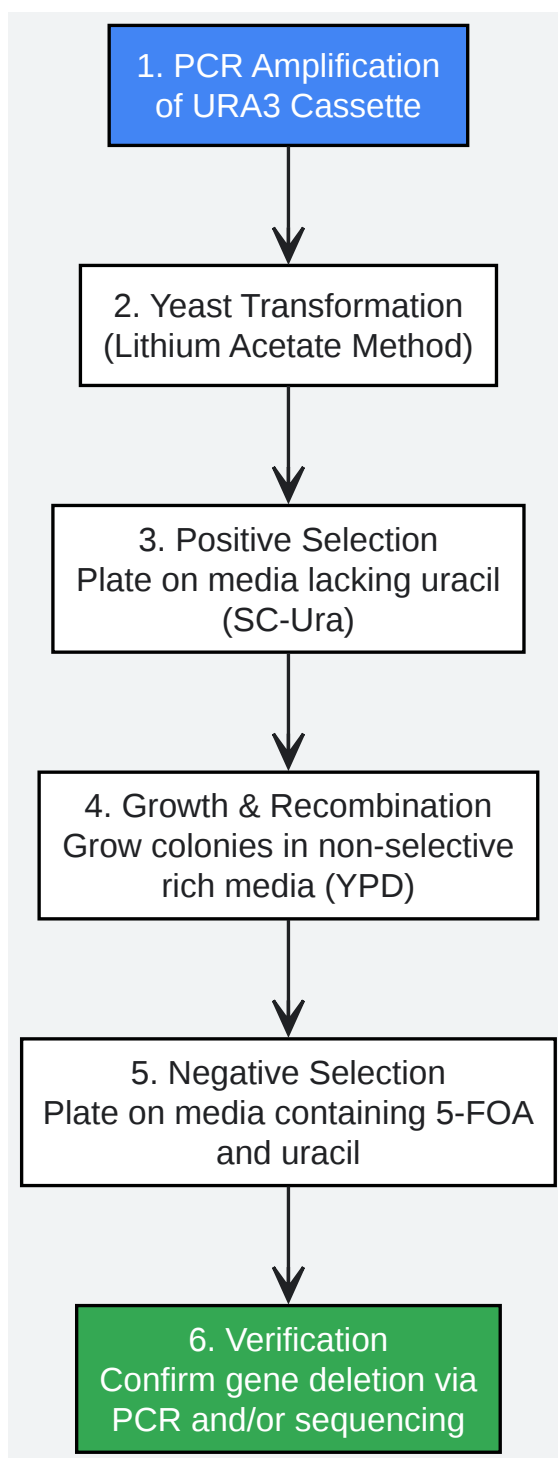 1. PCR Amplification
of URA3 Cassette
2. Yeast Transformation
(Lithium Acetate Method)
3. Positive Selection
Plate on media lacking uracil
(SC-Ura)
4. Growth & Recombination
Grow colonies in non-selective
rich media (YPD)
5. Negative Selection
Plate on media containing 5-FOA
and uracil
6. Verification
Confirm gene deletion via
PCR and/or sequencing